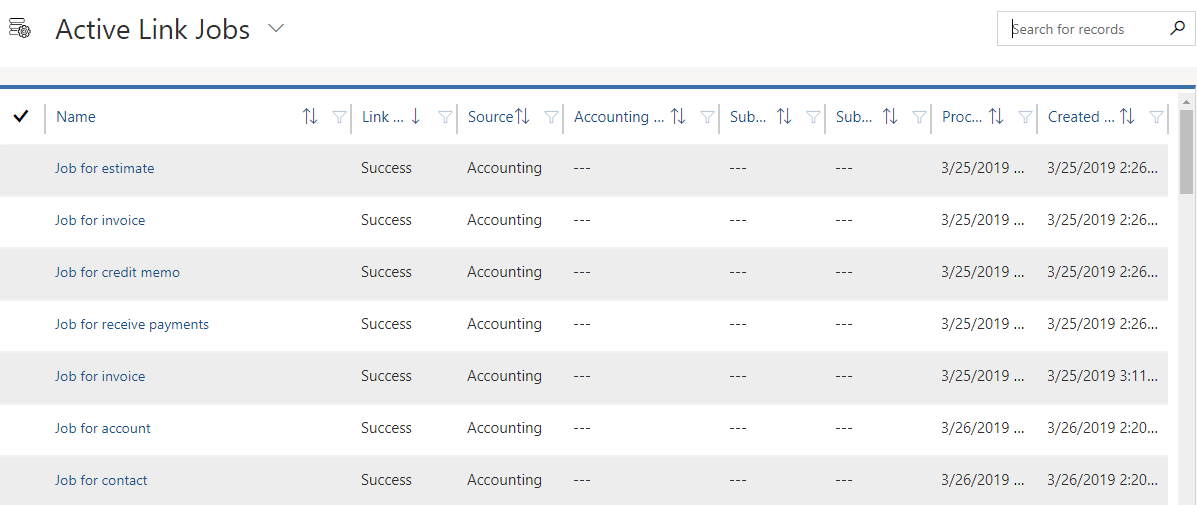 Active Link Jobs
Search for records
Name Link ... Source Accounting ... Sub... Sub... Proc... Created ...
Job for estimate Success Accounting --- --- --- 3/25/2019 ... 3/25/2019 2:26...
Job for invoice Success Accounting --- --- --- 3/25/2019 ... 3/25/2019 2:26...
Job for credit memo Success Accounting --- --- --- 3/25/2019 ... 3/25/2019 2:26...
Job for receive payments Success Accounting --- --- --- 3/25/2019 ... 3/25/2019 2:26...
Job for invoice Success Accounting --- --- --- 3/25/2019 ... 3/25/2019 3:11...
Job for account Success Accounting --- --- --- 3/26/2019 ... 3/26/2019 2:20...
Job for contact Success Accounting --- --- --- 3/26/2019 ... 3/26/2019 2:20...